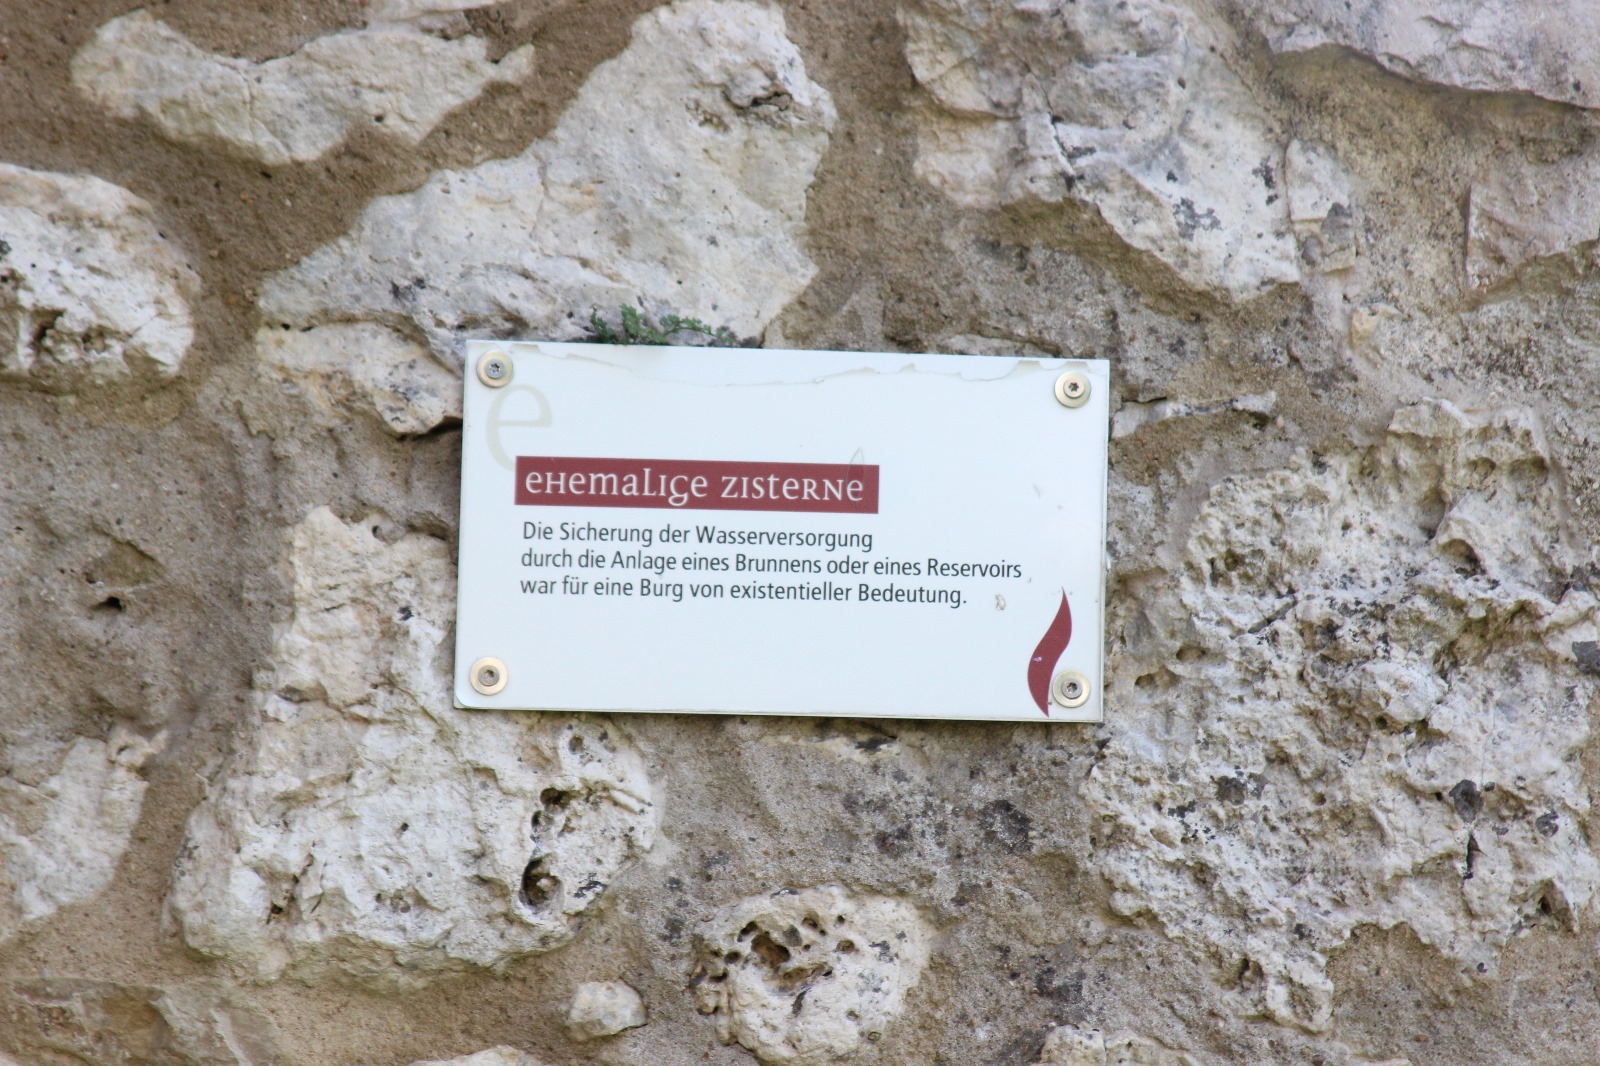 e
eHemaLIge ZISteRNe
Die Sicherung der Wasserversorgung
durch die Anlage eines Brunnens oder eines Reservoirs
war für eine Burg von existentieller Bedeutung.